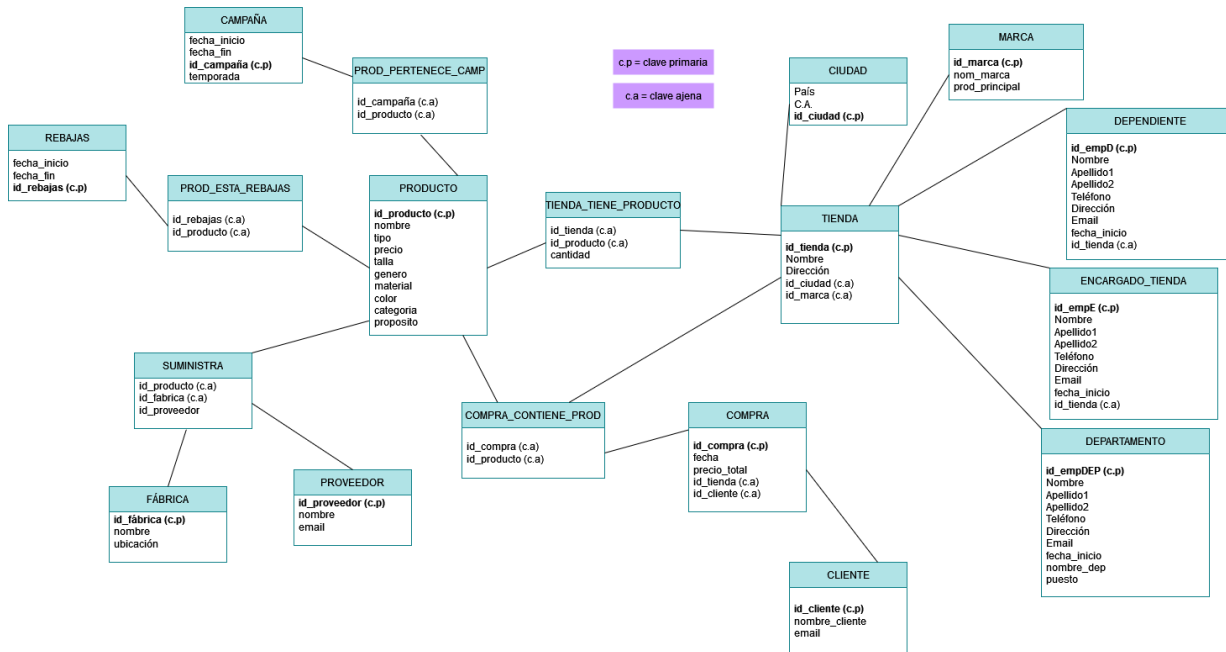 CAMPAÑA
fecha_inicio
fecha_fin
id_campaña (c.p)
temporada
PROD_PERTENECE_CAMP
id_campaña (c.a)
id_producto (c.a)
c.p = clave primaria
c.a = clave ajena
CIUDAD
País
C.A.
id_ciudad (c.p)
MARCA
id_marca (c.p)
nom_marca
prod_principal
REBAJAS
fecha_inicio
fecha_fin
id_rebajas (c.p)
PROD_ESTA_REBAJAS
id_rebajas (c.a)
id_producto (c.a)
PRODUCTO
id_producto (c.p)
nombre
tipo
precio
talla
genero
material
color
categoria
proposito
TIENDA_TIENE_PRODUCTO
id_tienda (c.a)
id_producto (c.a)
cantidad
TIENDA
id_tienda (c.p)
Nombre
Dirección
id_ciudad (c.a)
id_marca (c.a)
DEPENDIENTE
id_empD (c.p)
Nombre
Apellido1
Apellido2
Teléfono
Dirección
Email
fecha_inicio
id_tienda (c.a)
ENCARGADO_TIENDA
id_empE (c.p)
Nombre
Apellido1
Apellido2
Teléfono
Dirección
Email
fecha_inicio
id_tienda (c.a)
SUMINISTRA
id_producto (c.a)
id_fabrica (c.a)
id_proveedor
COMPRA_CONTIENE_PROD
id_compra (c.a)
id_producto (c.a)
COMPRA
id_compra (c.p)
fecha
precio_total
id_tienda (c.a)
id_cliente (c.a)
DEPARTAMENTO
id_empDEP (c.p)
Nombre
Apellido1
Apellido2
Teléfono
Dirección
Email
fecha_inicio
nombre_dep
puesto
FÁBRICA
id_fábrica (c.p)
nombre
ubicación
PROVEEDOR
id_proveedor (c.p)
nombre
email
CLIENTE
id_cliente (c.p)
nombre_cliente
email